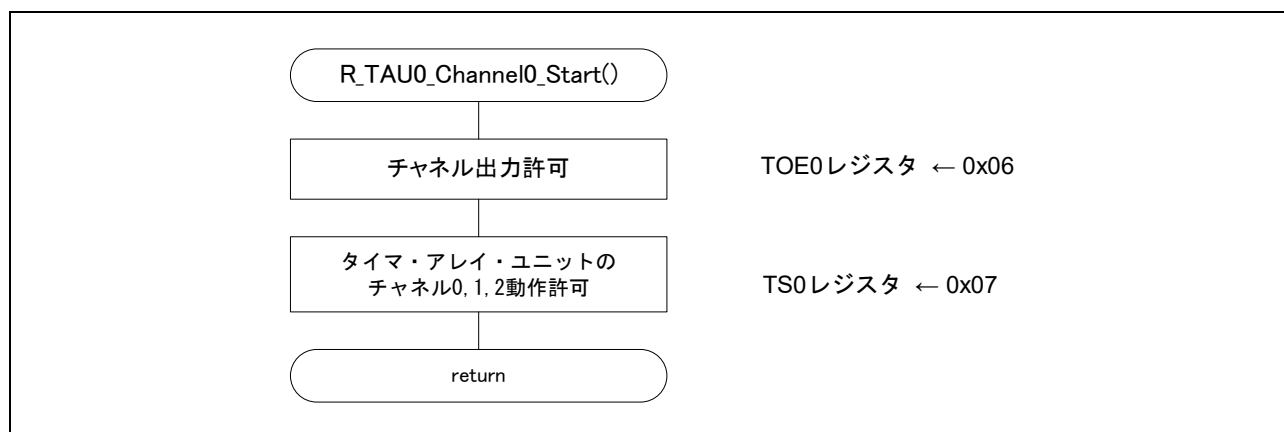 R_TAU0_Channel0_Start()
チャネル出力許可
TOE0レジスタ ← 0x06
タイマ・アレイ・ユニットの
チャネル0,1,2動作許可
TS0レジスタ ← 0x07
return